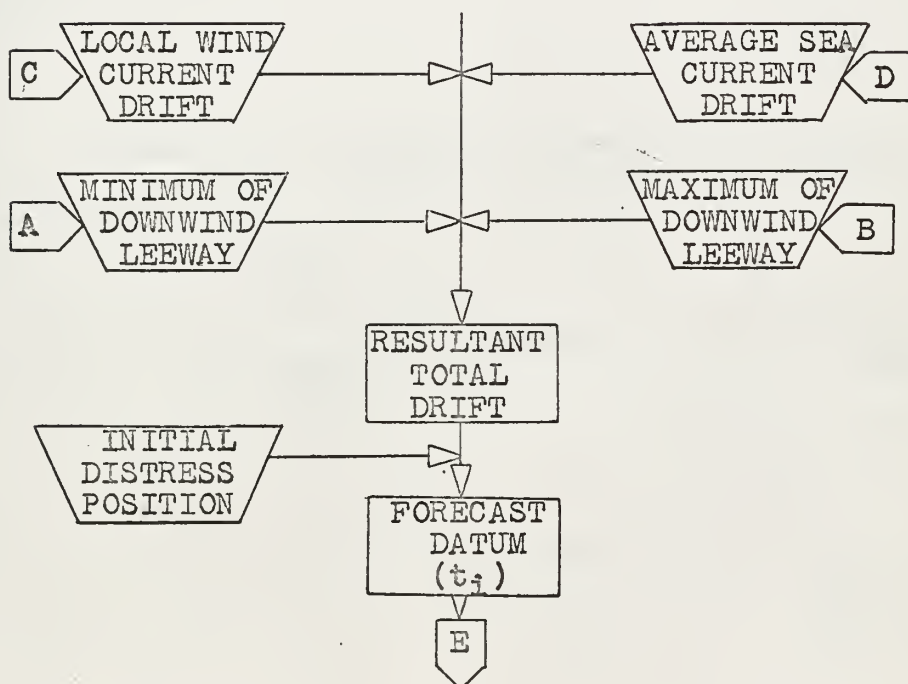 C
LOCAL WIND
CURRENT
DRIFT
AVERAGE SEA
CURRENT
DRIFT
D
A
MINIMUM OF
DOWNWIND
LEEWAY
MAXIMUM OF
DOWNWIND
LEEWAY
B
RESULTANT
TOTAL
DRIFT
INITIAL
DISTRESS
POSITION
FORECAST
DATUM
(tj)
E